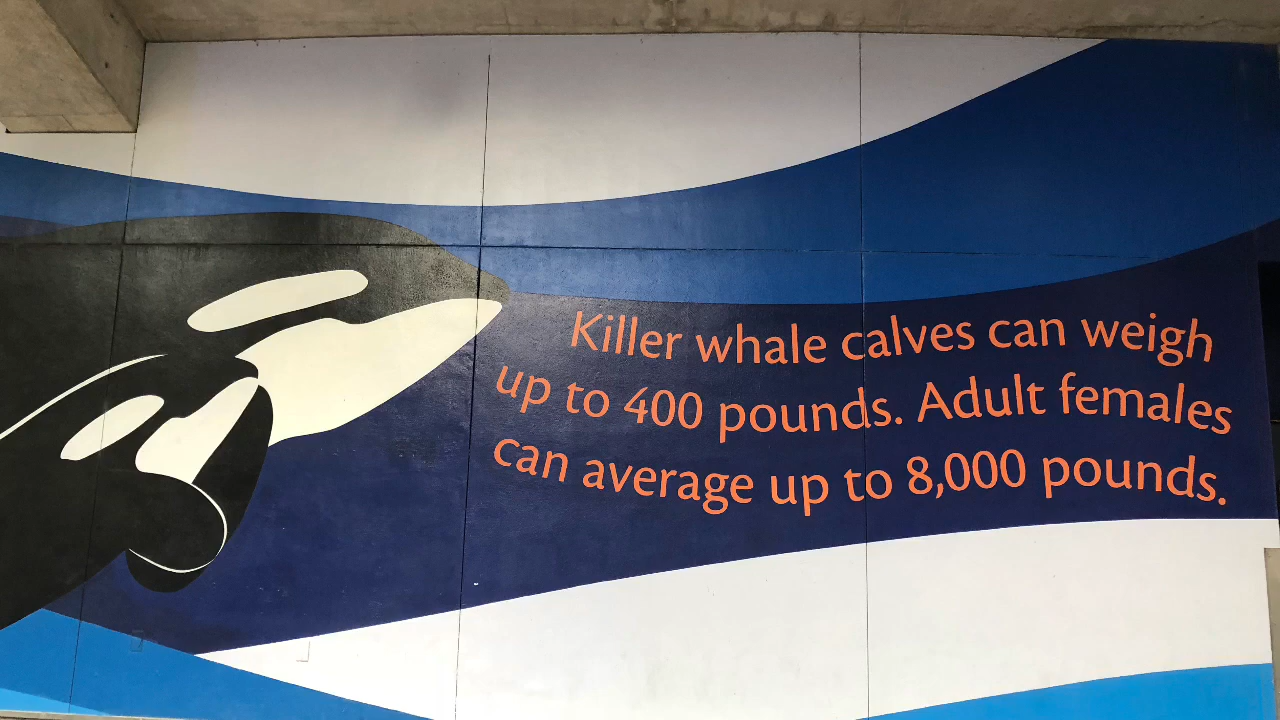 Killer whale calves can weigh
up to 400 pounds. Adult females
can average up to 8,000 pounds.